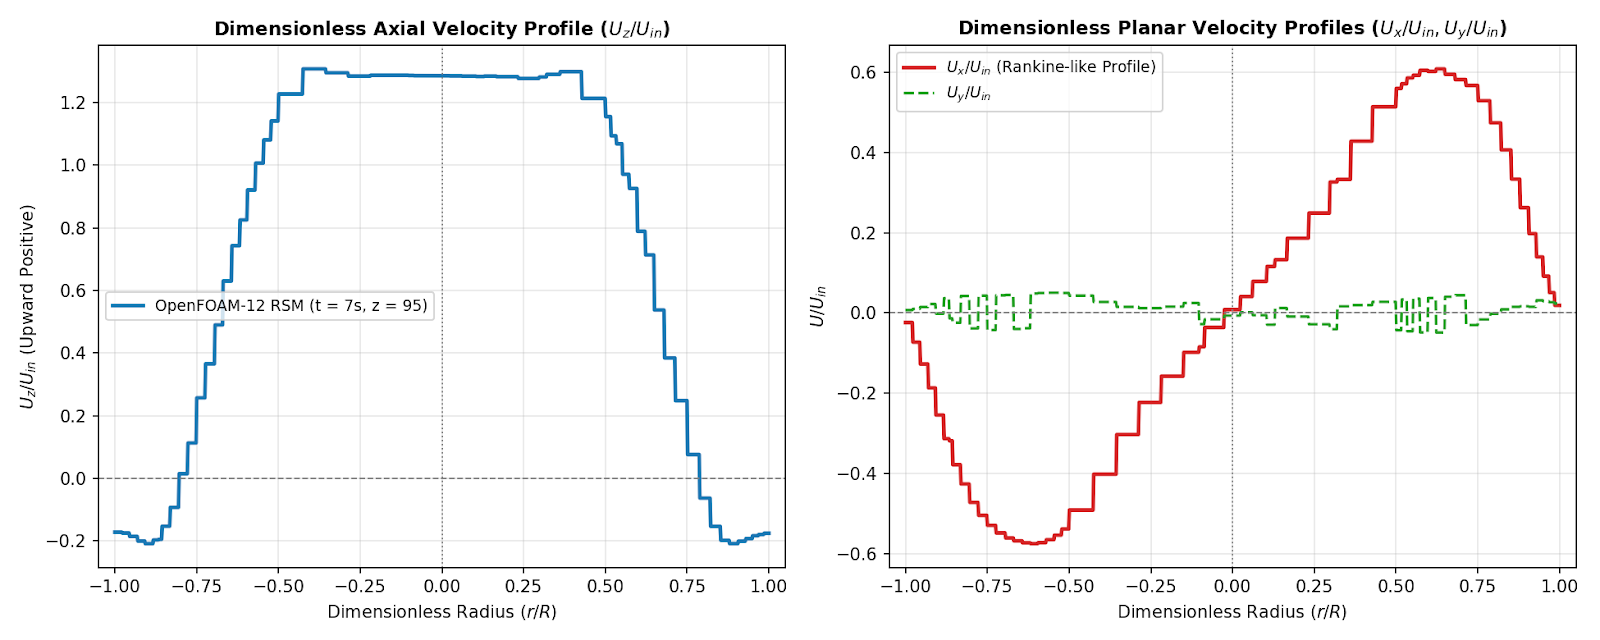 Dimensionless Axial Velocity Profile (U_z/U_in)
U_z/U_in (Upward Positive)
1.2
1.0
0.8
0.6
0.4
0.2
0.0
−0.2
OpenFOAM-12 RSM (t = 7s, z = 95)
−1.00 −0.75 −0.50 −0.25 0.00 0.25 0.50 0.75 1.00
Dimensionless Radius (r/R)
Dimensionless Planar Velocity Profiles (U_x/U_in, U_y/U_in)
U/U_in
0.6
0.4
0.2
0.0
−0.2
−0.4
−0.6
U_x/U_in (Rankine-like Profile)
U_y/U_in
−1.00 −0.75 −0.50 −0.25 0.00 0.25 0.50 0.75 1.00
Dimensionless Radius (r/R)